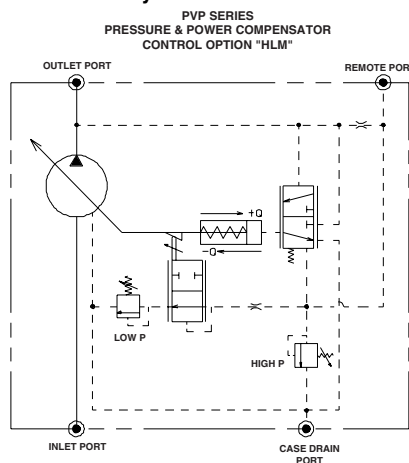 PVP SERIES
PRESSURE & POWER COMPENSATOR
CONTROL OPTION "HLM"
OUTLET PORT
REMOTE POR
+Q
-Q
LOW P
HIGH P
INLET PORT
CASE DRAIN
PORT